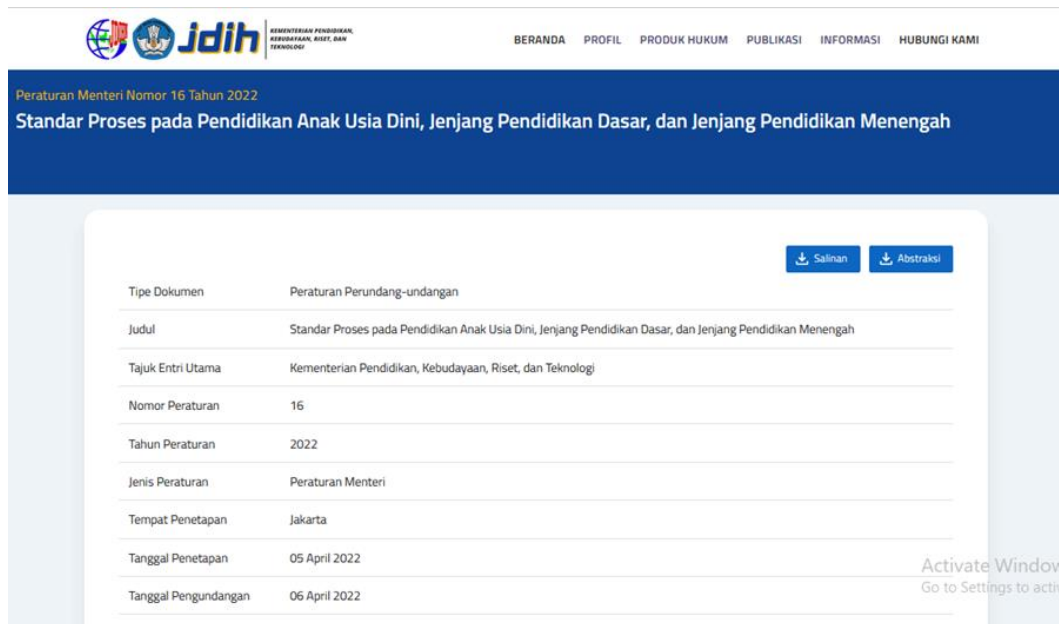 jdih
KEMENTERIAN PENDIDIKAN,
KEBUDAYAAN, RISET, DAN
TEKNOLOGI
BERANDA PROFIL PRODUK HUKUM PUBLIKASI INFORMASI HUBUNGI KAMI
Peraturan Menteri Nomor 16 Tahun 2022
Standar Proses pada Pendidikan Anak Usia Dini, Jenjang Pendidikan Dasar, dan Jenjang Pendidikan Menengah
Salinan Abstraksi
Tipe Dokumen Peraturan Perundang-undangan
Judul Standar Proses pada Pendidikan Anak Usia Dini, Jenjang Pendidikan Dasar, dan Jenjang Pendidikan Menengah
Tajuk Entri Utama Kementerian Pendidikan, Kebudayaan, Riset, dan Teknologi
Nomor Peraturan 16
Tahun Peraturan 2022
Jenis Peraturan Peraturan Menteri
Tempat Penetapan Jakarta
Tanggal Penetapan 05 April 2022
Tanggal Pengundangan 06 April 2022
Activate Window
Go to Settings to acti